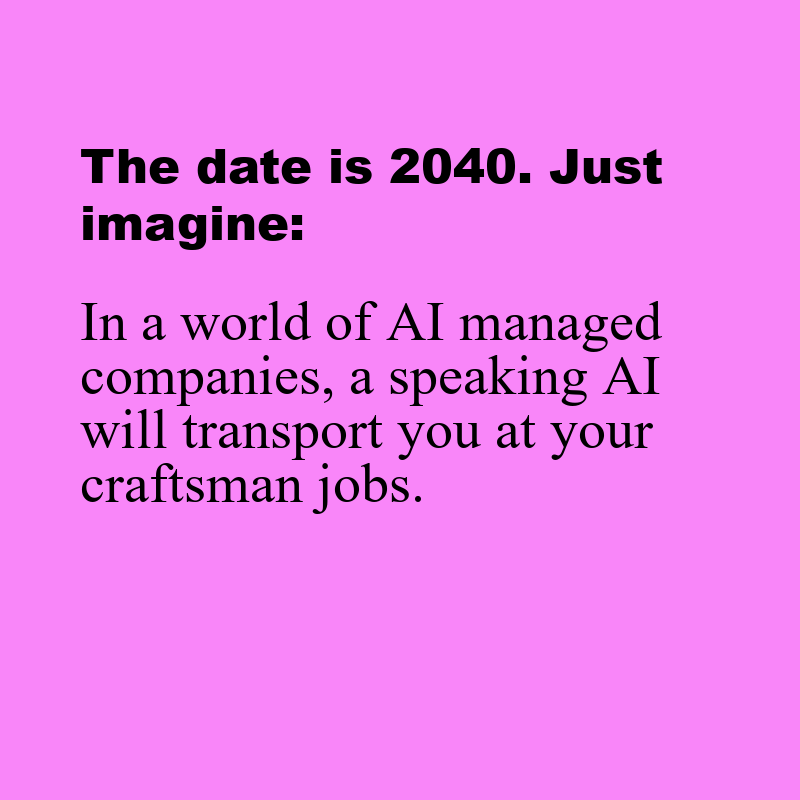 The date is 2040. Just
imagine:
In a world of AI managed
companies, a speaking AI
will transport you at your
craftsman jobs.